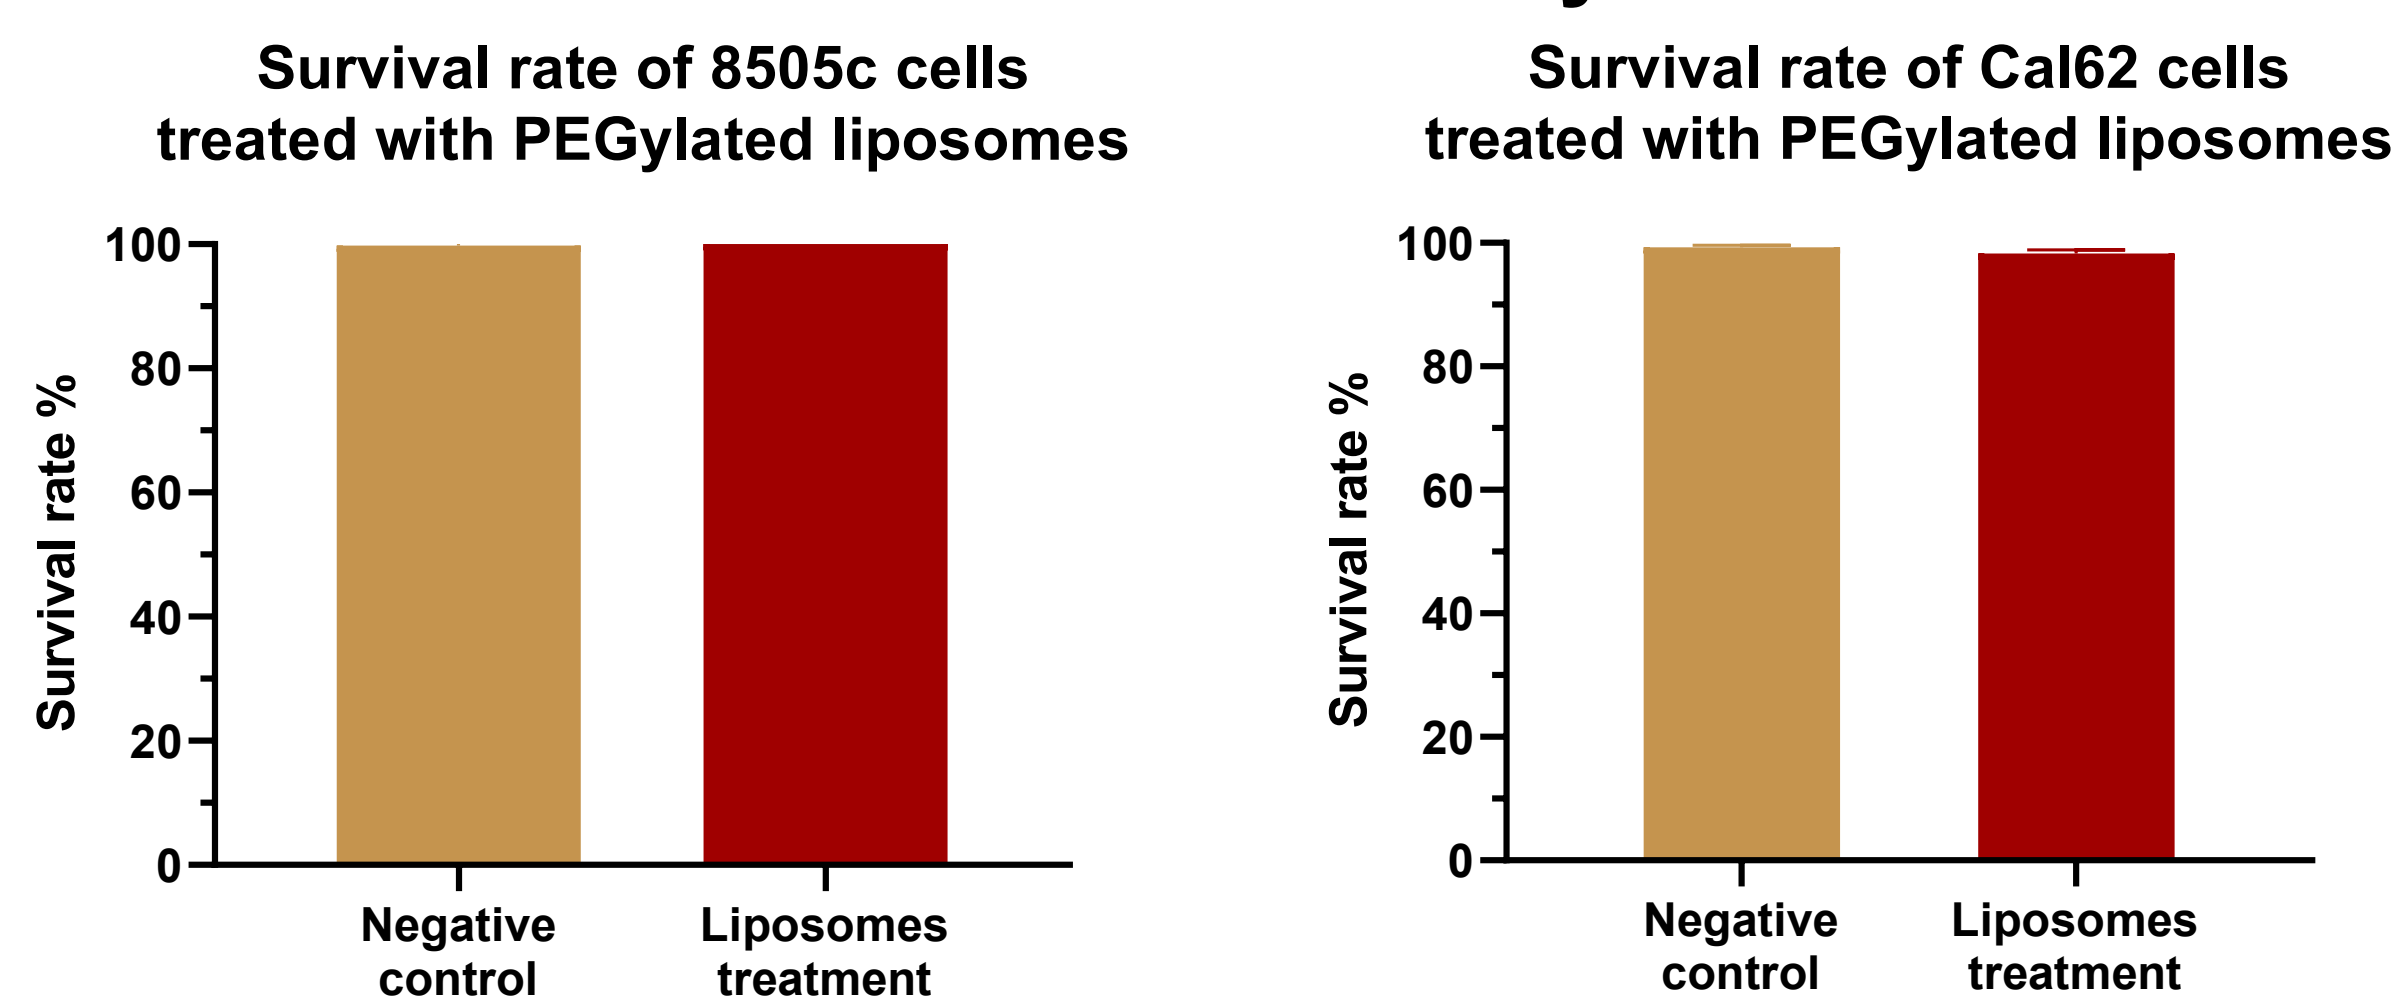 Survival rate of 8505c cells
treated with PEGylated liposomes
Survival rate %
100
80
60
40
20
0
Negative
control
Liposomes
treatment
Survival rate of Cal62 cells
treated with PEGylated liposomes
Survival rate %
100
80
60
40
20
0
Negative
control
Liposomes
treatment